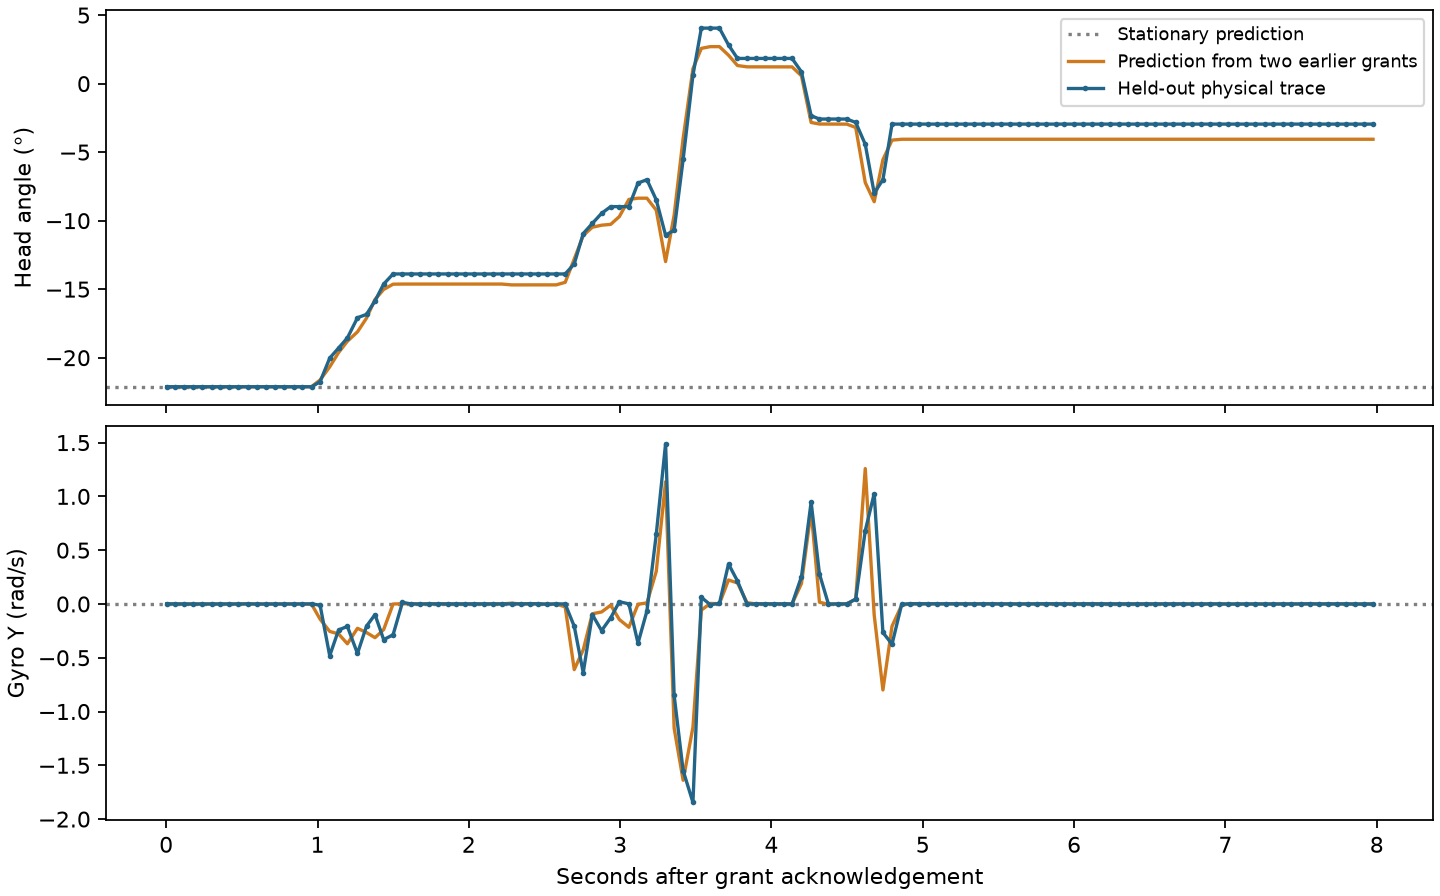 5
0
−5
−10
−15
−20
Head angle (°)
Stationary prediction
Prediction from two earlier grants
Held-out physical trace
1.5
1.0
0.5
0.0
−0.5
−1.0
−1.5
−2.0
Gyro Y (rad/s)
0 1 2 3 4 5 6 7 8
Seconds after grant acknowledgement